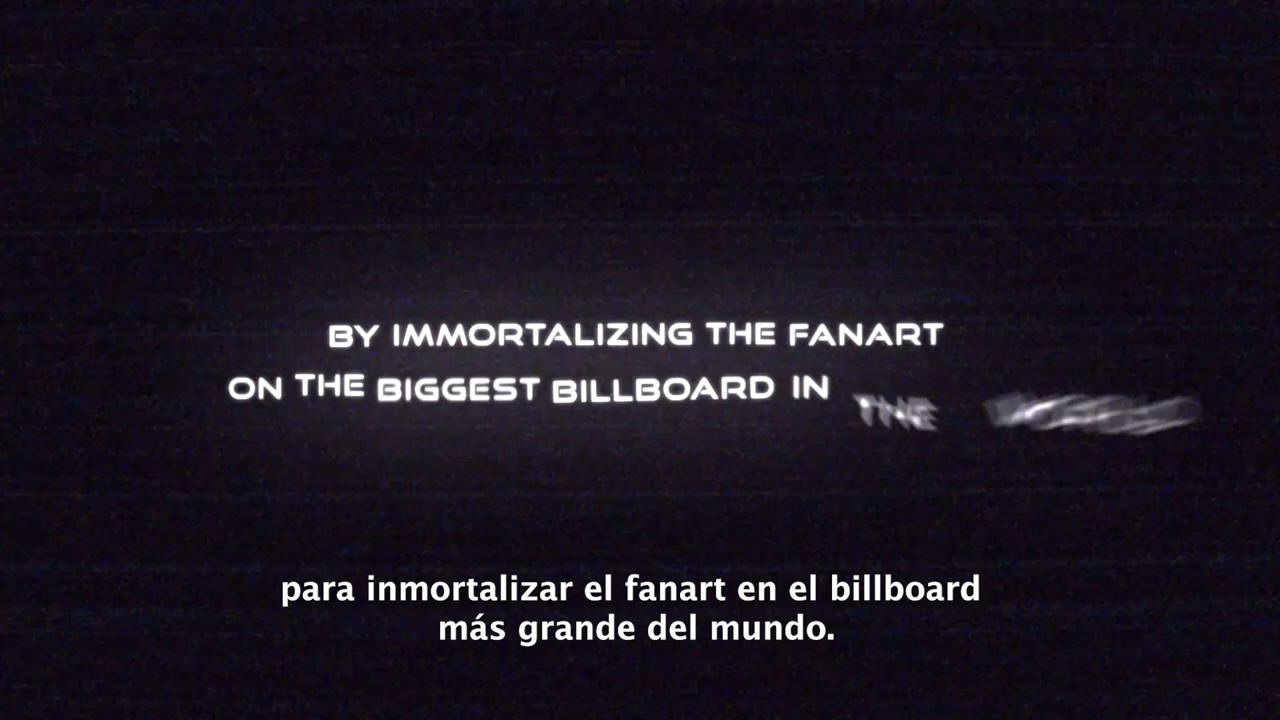 BY IMMORTALIZING THE FANART
ON THE BIGGEST BILLBOARD IN THE
para inmortalizar el fanart en el billboard
más grande del mundo.